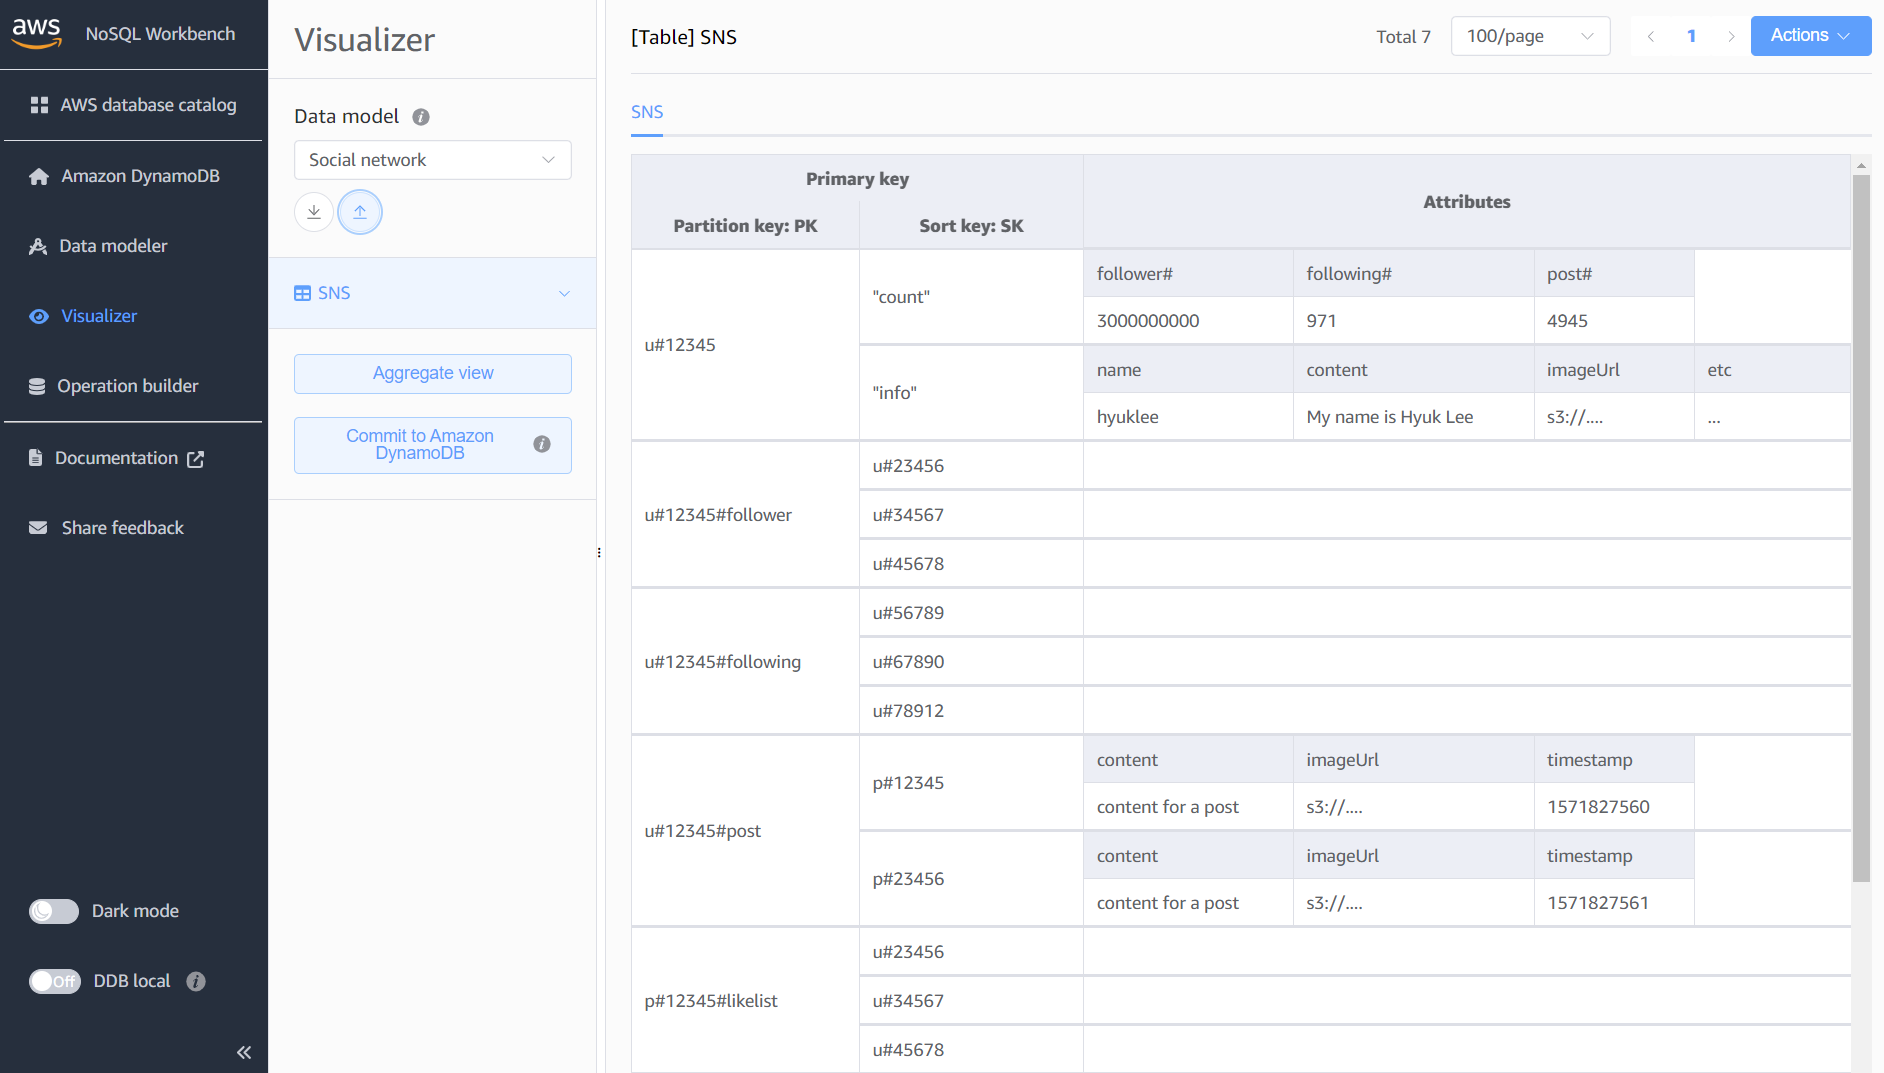 aws
NoSQL Workbench
AWS database catalog
Amazon DynamoDB
Data modeler
Visualizer
Operation builder
Documentation
Share feedback
Dark mode
Off DDB local
Visualizer
Data model
Social network
SNS
Aggregate view
Commit to Amazon
DynamoDB
[Table] SNS
Total 7 100/page 1 Actions
SNS
Primary key
Attributes
Partition key: PK Sort key: SK
u#12345
"count"
follower# following# post#
3000000000 971 4945
"info"
name content imageUrl etc
hyuklee My name is Hyuk Lee s3://.... ...
u#12345#follower
u#23456
u#34567
u#45678
u#12345#following
u#56789
u#67890
u#78912
u#12345#post
p#12345
content imageUrl timestamp
content for a post s3://.... 1571827560
p#23456
content imageUrl timestamp
content for a post s3://.... 1571827561
p#12345#likelist
u#23456
u#34567
u#45678